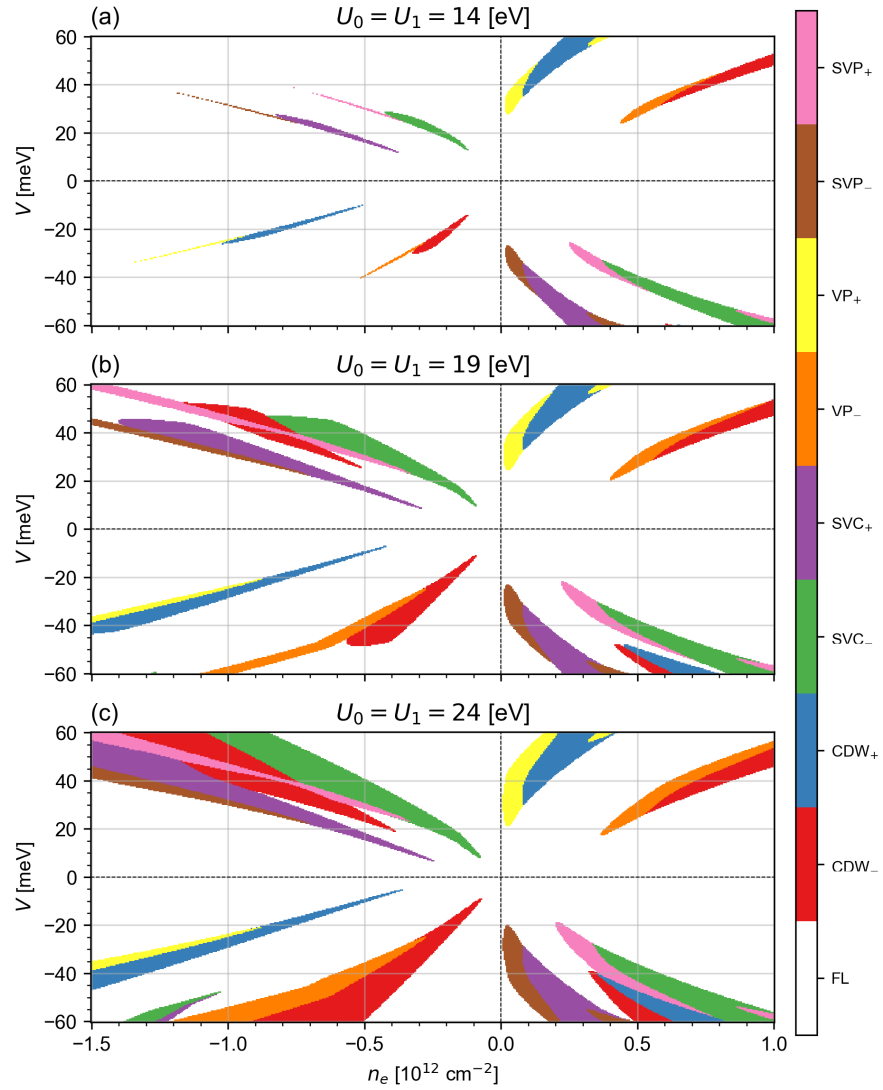 (a) U₀ = U₁ = 14 [eV]
60
40
20
0
−20
−40
−60
V [meV]
(b) U₀ = U₁ = 19 [eV]
60
40
20
0
−20
−40
−60
V [meV]
(c) U₀ = U₁ = 24 [eV]
60
40
20
0
−20
−40
−60
V [meV]
−1.5 −1.0 −0.5 0.0 0.5 1.0
nₑ [10¹² cm⁻²]
SVP₊
SVP₋
VP₊
VP₋
SVC₊
SVC₋
CDW₊
CDW₋
FL